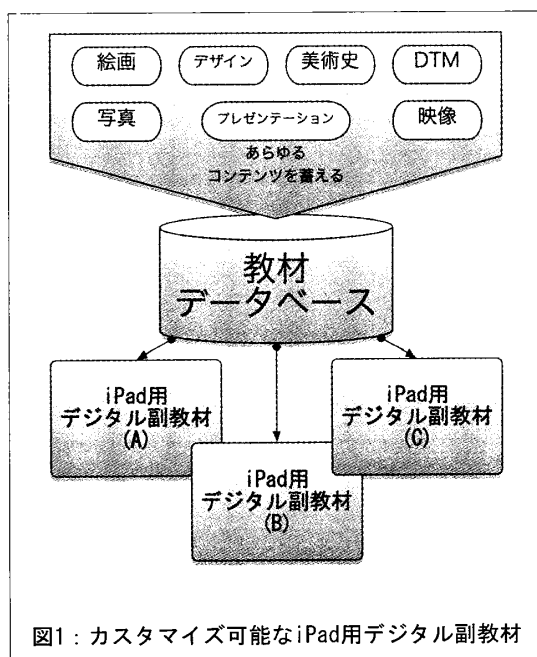 絵画 デザイン 美術史 DTM
写真 プレゼンテーション 映像
あらゆる
コンテンツを蓄える
教材
データベース
iPad用
デジタル副教材
(A)
iPad用
デジタル副教材
(B)
iPad用
デジタル副教材
(C)
図1：カスタマイズ可能なiPad用デジタル副教材